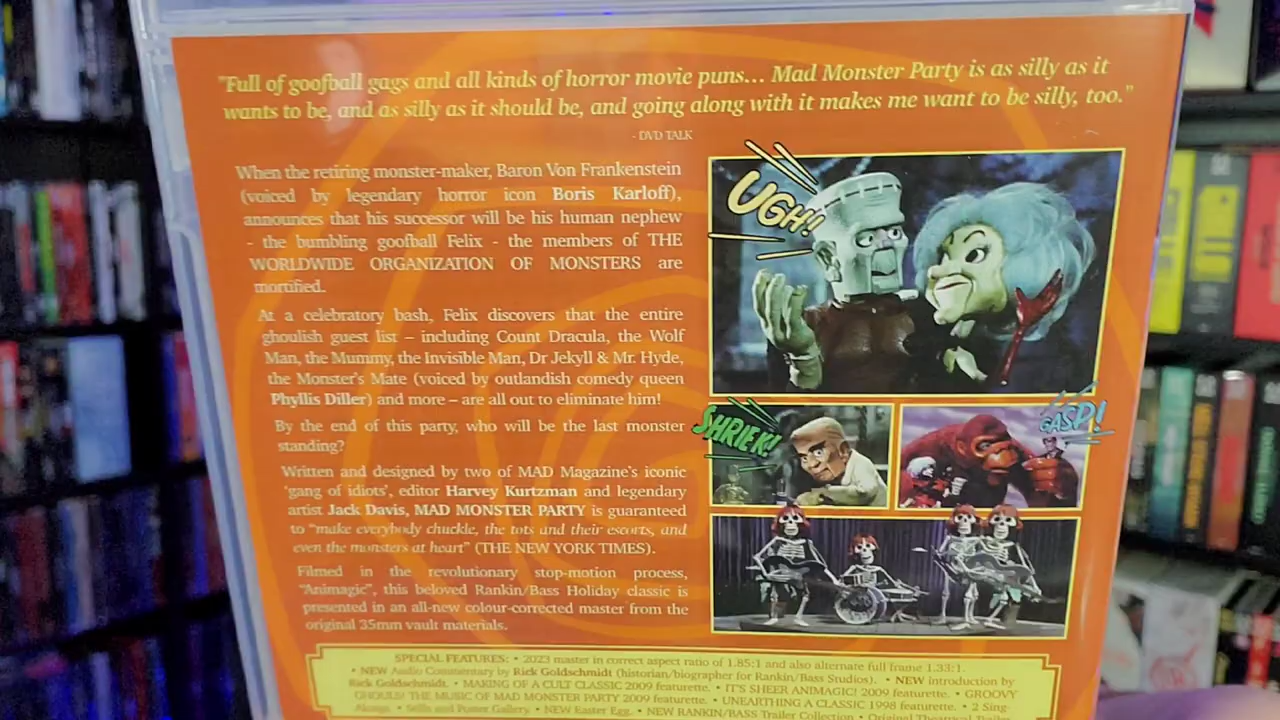 "Full of goofball gags and all kinds of horror movie puns... Mad Monster Party is as silly as it
wants to be, and as silly as it should be, and going along with it makes me want to be silly, too."
- DVD TALK
When the retiring monster-maker, Baron Von Frankenstein
(voiced by legendary horror icon Boris Karloff),
announces that his successor will be his human nephew
- the bumbling goofball Felix - the members of THE
WORLDWIDE ORGANIZATION OF MONSTERS are
mortified.
At a celebratory bash, Felix discovers that the entire
ghoulish guest list – including Count Dracula, the Wolf
Man, the Mummy, the Invisible Man, Dr Jekyll & Mr. Hyde,
the Monster's Mate (voiced by outlandish comedy queen
Phyllis Diller) and more – are all out to eliminate him!
By the end of this party, who will be the last monster
standing?
Written and designed by two of MAD Magazine's iconic
'gang of idiots', editor Harvey Kurtzman and legendary
artist Jack Davis, MAD MONSTER PARTY is guaranteed
to "make everybody chuckle, the tots and their escorts, and
even the monsters at heart" (THE NEW YORK TIMES).
Filmed in the revolutionary stop-motion process,
"Animagic", this beloved Rankin/Bass Holiday classic is
presented in an all-new colour-corrected master from the
original 35mm vault materials.
UGH!
SHRIEK!
GASP!
SPECIAL FEATURES: • 2023 master in correct aspect ratio of 1.85:1 and also alternate full frame 1.33:1.
• NEW Audio Commentary by Rick Goldschmidt (historian/biographer for Rankin/Bass Studios). • NEW introduction by
Rick Goldschmidt. • MAKING OF A CULT CLASSIC 2009 featurette. • IT'S SHEER ANIMAGIC! 2009 featurette. • GROOVY
GHOULS! THE MUSIC OF MAD MONSTER PARTY 2009 featurette. • UNEARTHING A CLASSIC 1998 featurette. • 2 Sing-
Alongs. • Stills and Poster Gallery. • NEW Easter Egg. • NEW RANKIN/BASS Trailer Collection • Original Theatrical Trailer